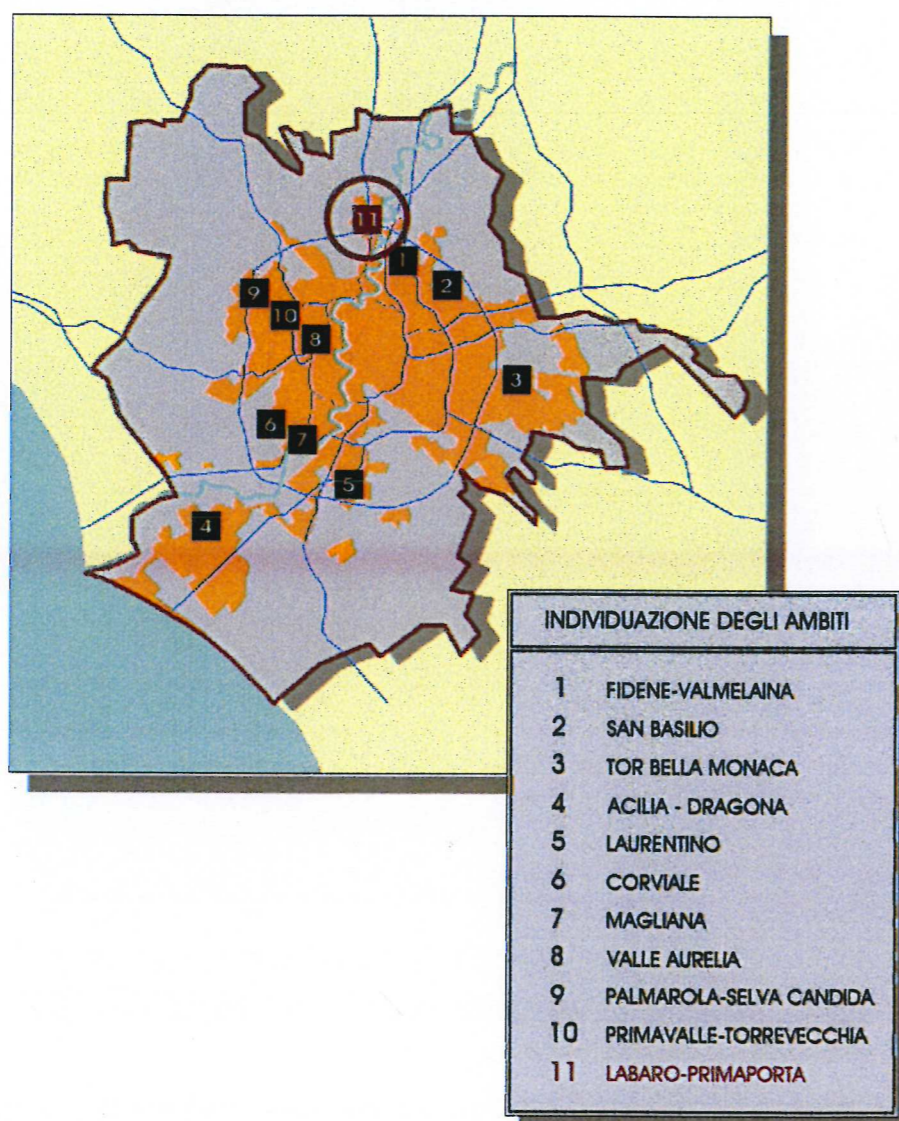 11
1
2
9
10
8
3
6
7
5
4
INDIVIDUAZIONE DEGLI AMBITI
1 FIDENE-VALMELAINA
2 SAN BASILIO
3 TOR BELLA MONACA
4 ACILIA - DRAGONA
5 LAURENTINO
6 CORVIALE
7 MAGLIANA
8 VALLE AURELIA
9 PALMAROLA-SELVA CANDIDA
10 PRIMAVALLE-TORREVECCHIA
11 LABARO-PRIMAPORTA